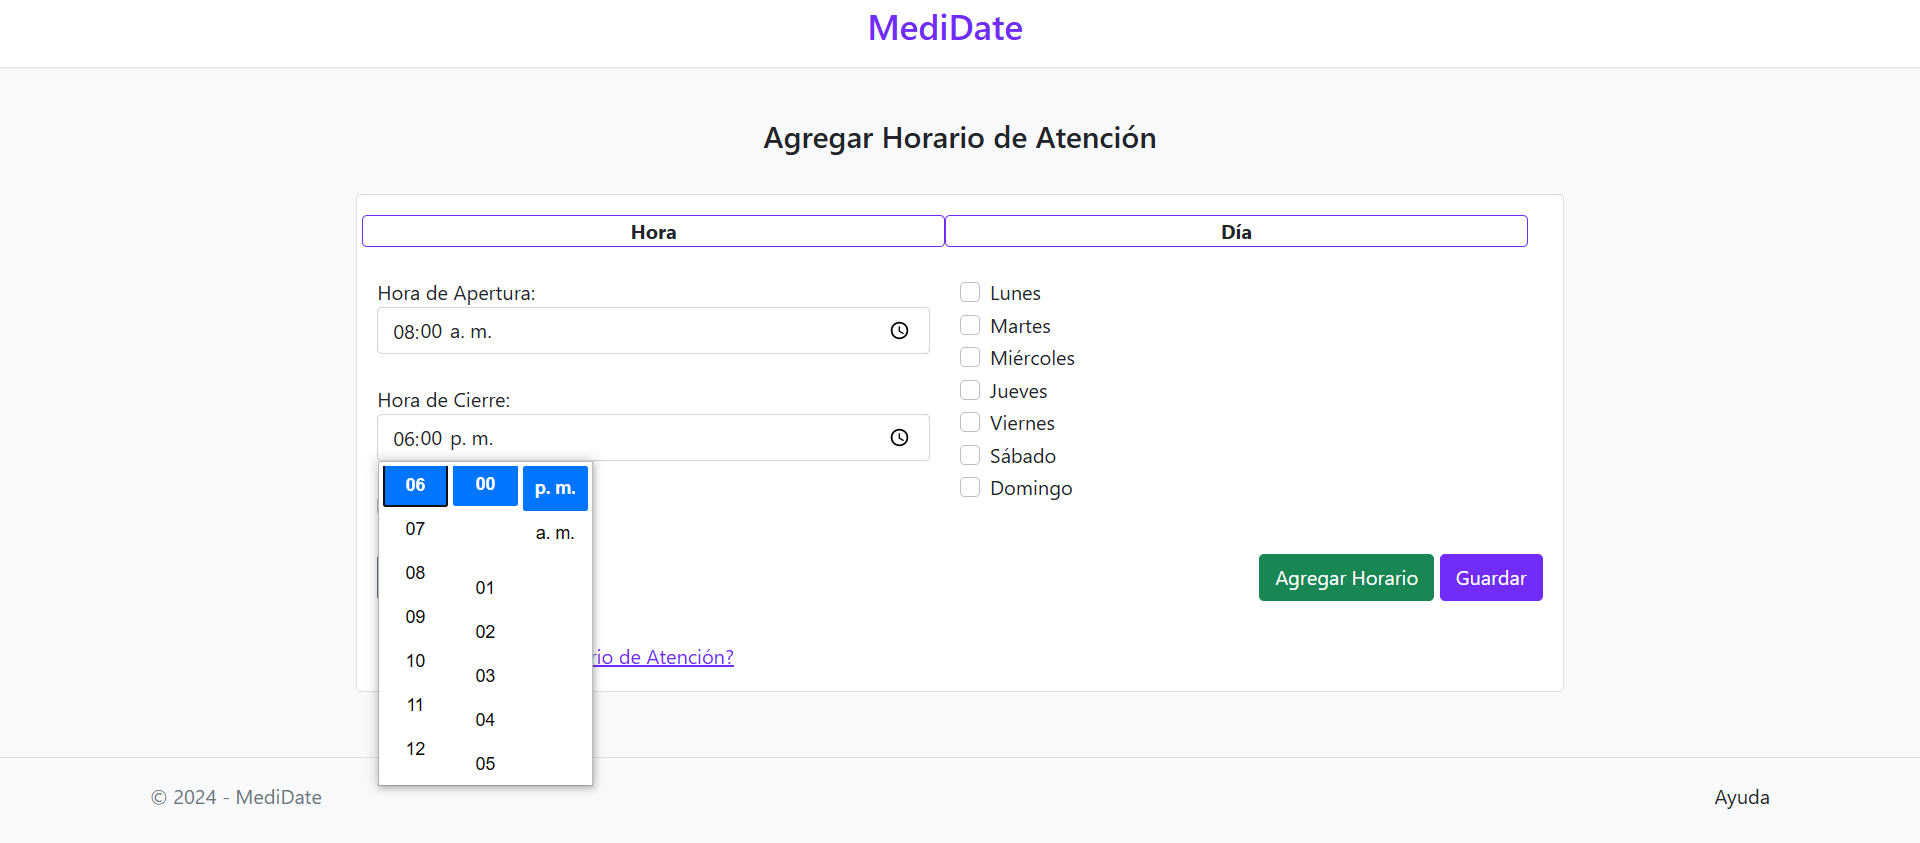 MediDate
Agregar Horario de Atención
Hora
Día
Hora de Apertura:
08:00 a. m.
Hora de Cierre:
06:00 p. m.
06 00 p. m.
07
a. m.
08
01
09
02
10
03
11
04
12
05
Lunes
Martes
Miércoles
Jueves
Viernes
Sábado
Domingo
Agregar Horario
Guardar
de Atención?
© 2024 - MediDate
Ayuda